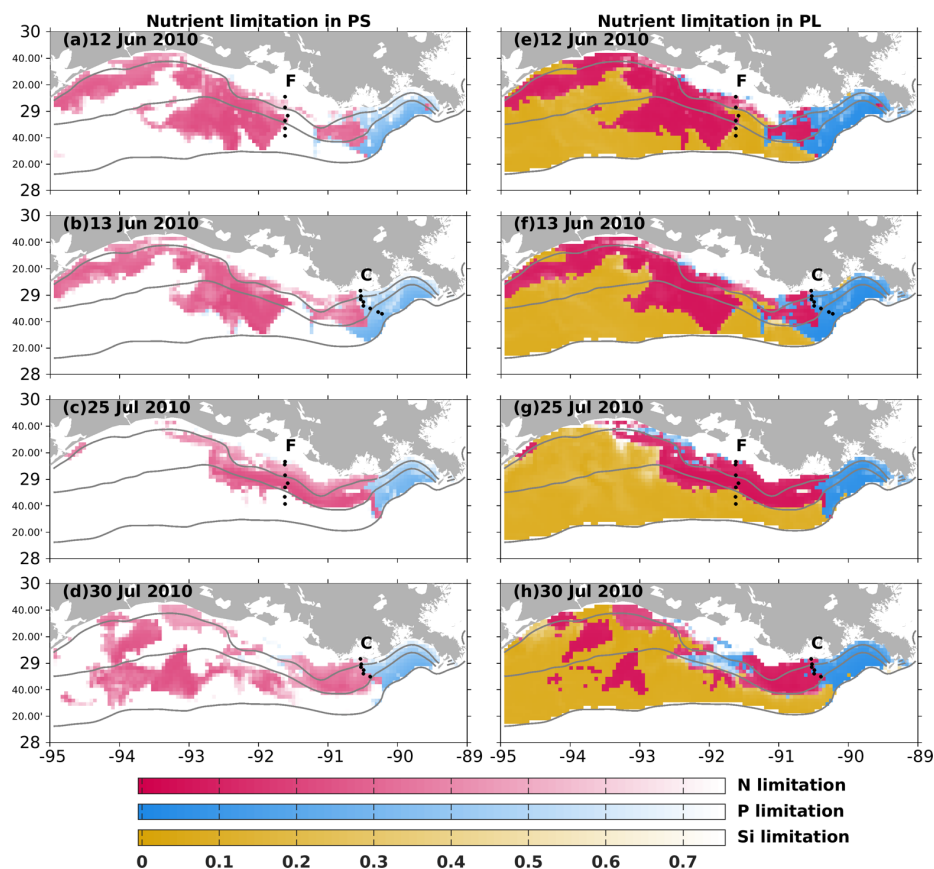 Nutrient limitation in PS
Nutrient limitation in PL
30
(a)12 Jun 2010
(e)12 Jun 2010
40.00'
20.00'
F
F
29
40.00'
20.00'
28
30
(b)13 Jun 2010
(f)13 Jun 2010
40.00'
20.00'
C
C
29
40.00'
20.00'
28
30
(c)25 Jul 2010
(g)25 Jul 2010
40.00'
20.00'
F
F
29
40.00'
20.00'
28
30
(d)30 Jul 2010
(h)30 Jul 2010
40.00'
20.00'
C
C
29
40.00'
20.00'
28
-95 -94 -93 -92 -91 -90 -89
-95 -94 -93 -92 -91 -90 -89
N limitation
P limitation
Si limitation
0 0.1 0.2 0.3 0.4 0.5 0.6 0.7